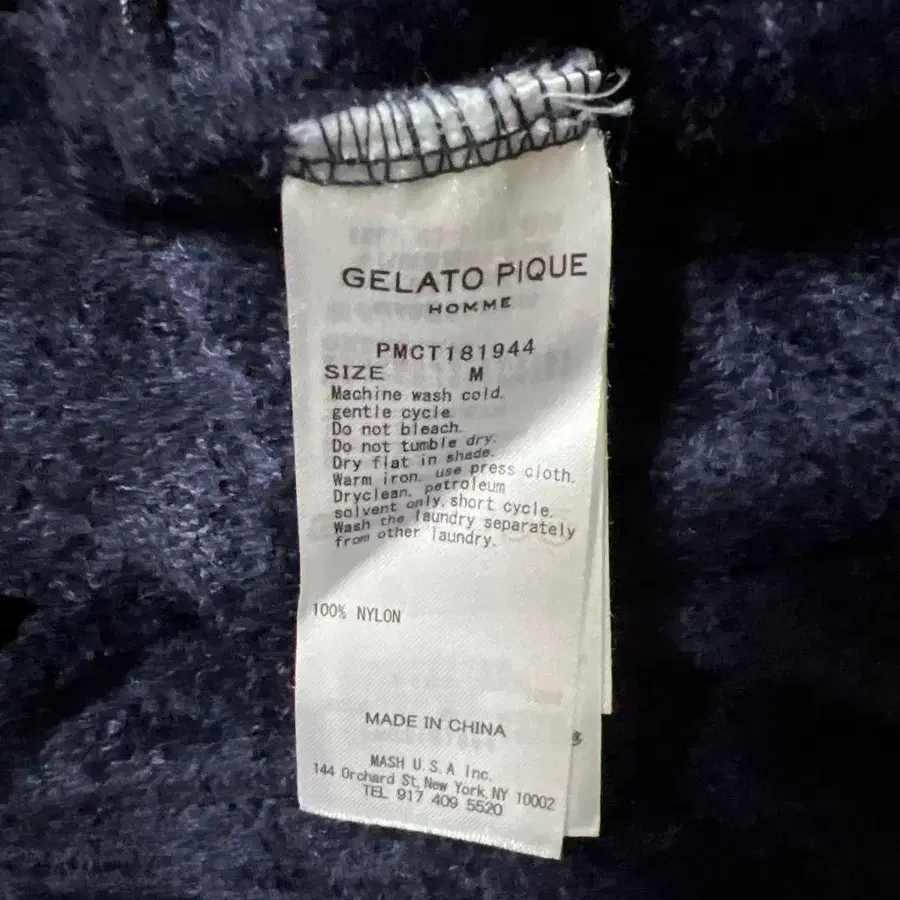 GELATO PIQUE
HOMME
PMCT181944
SIZE M
Machine wash cold.
gentle cycle
Do not bleach.
Do not tumble dry.
Dry flat in shade.
Warm iron. use press cloth.
Dryclean. petroleum
solvent only. short cycle.
Wash the laundry separately
from other laundry.
100% NYLON
MADE IN CHINA
MASH U.S.A Inc.
144 Orchard St, New York, NY 10002
TEL 917 409 5520